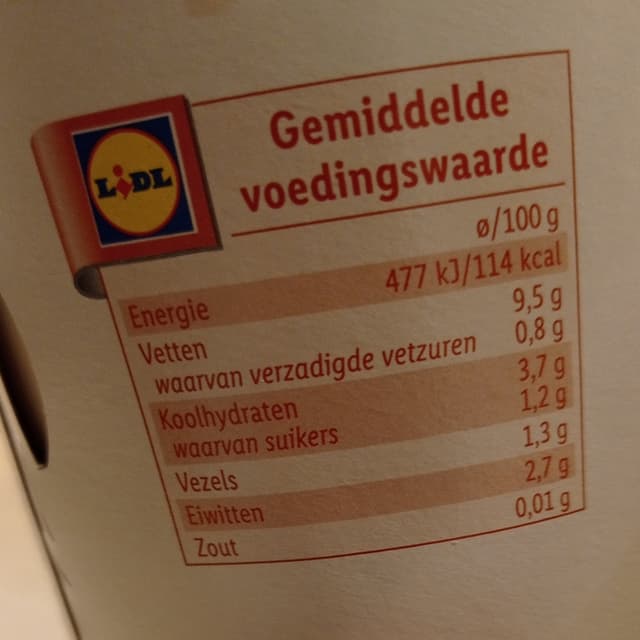 LIDL
Gemiddelde
voedingswaarde
ø/100 g
Energie 477 kJ/114 kcal
Vetten 9,5 g
waarvan verzadigde vetzuren 0,8 g
Koolhydraten 3,7 g
waarvan suikers 1,2 g
Vezels 1,3 g
Eiwitten 2,7 g
Zout 0,01 g